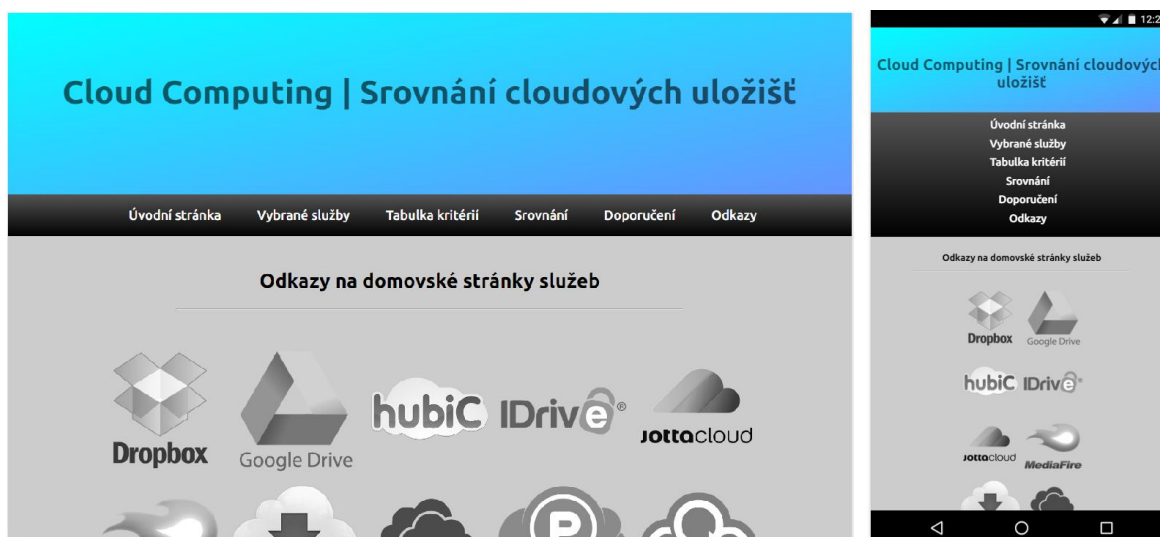 Cloud Computing | Srovnání cloudových uložišť
Úvodní stránka Vybrané služby Tabulka kritérií Srovnání Doporučení Odkazy
Odkazy na domovské stránky služeb
Dropbox
Google Drive
hubiC
IDrive®
Jottacloud
P
12:2
Cloud Computing | Srovnání cloudovýc
uložišť
Úvodní stránka
Vybrané služby
Tabulka kritérií
Srovnání
Doporučení
Odkazy
Odkazy na domovské stránky služeb
Dropbox
Google Drive
hubiC IDrive®
Jottacloud
MediaFire